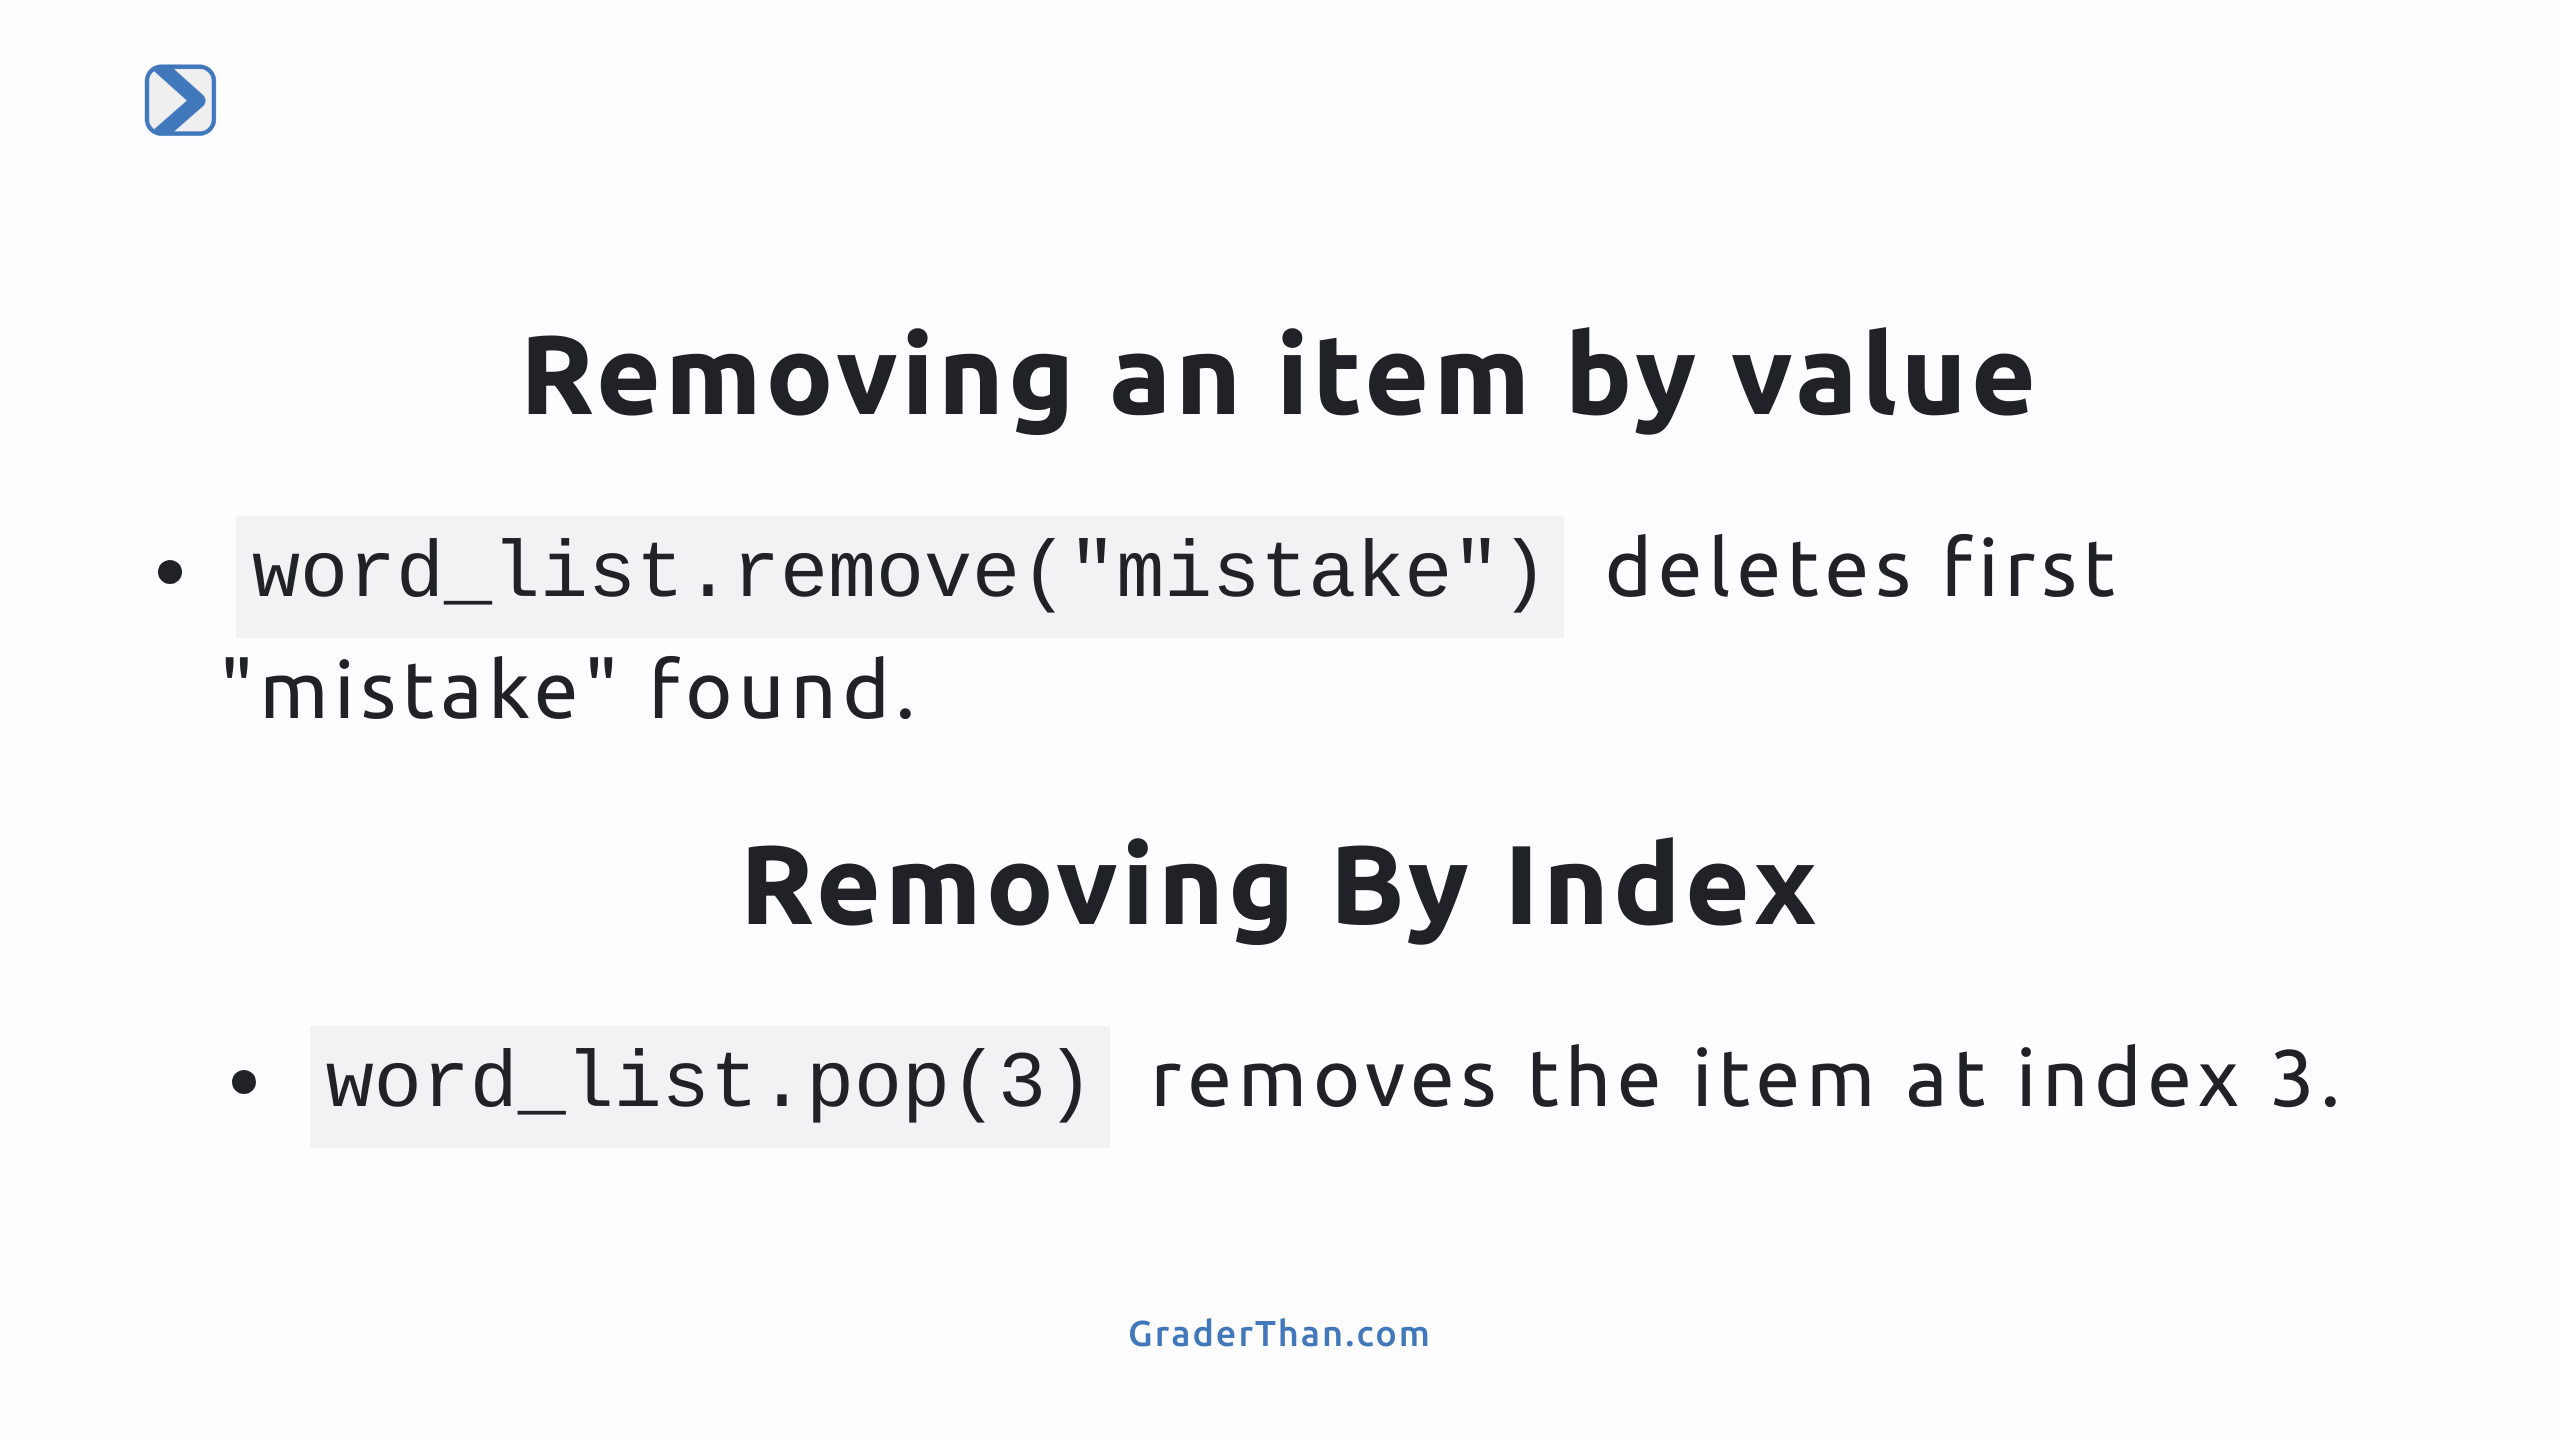 Removing an item by value
• word_list.remove("mistake") deletes first
"mistake" found.
Removing By Index
• word_list.pop(3) removes the item at index 3.
GraderThan.com